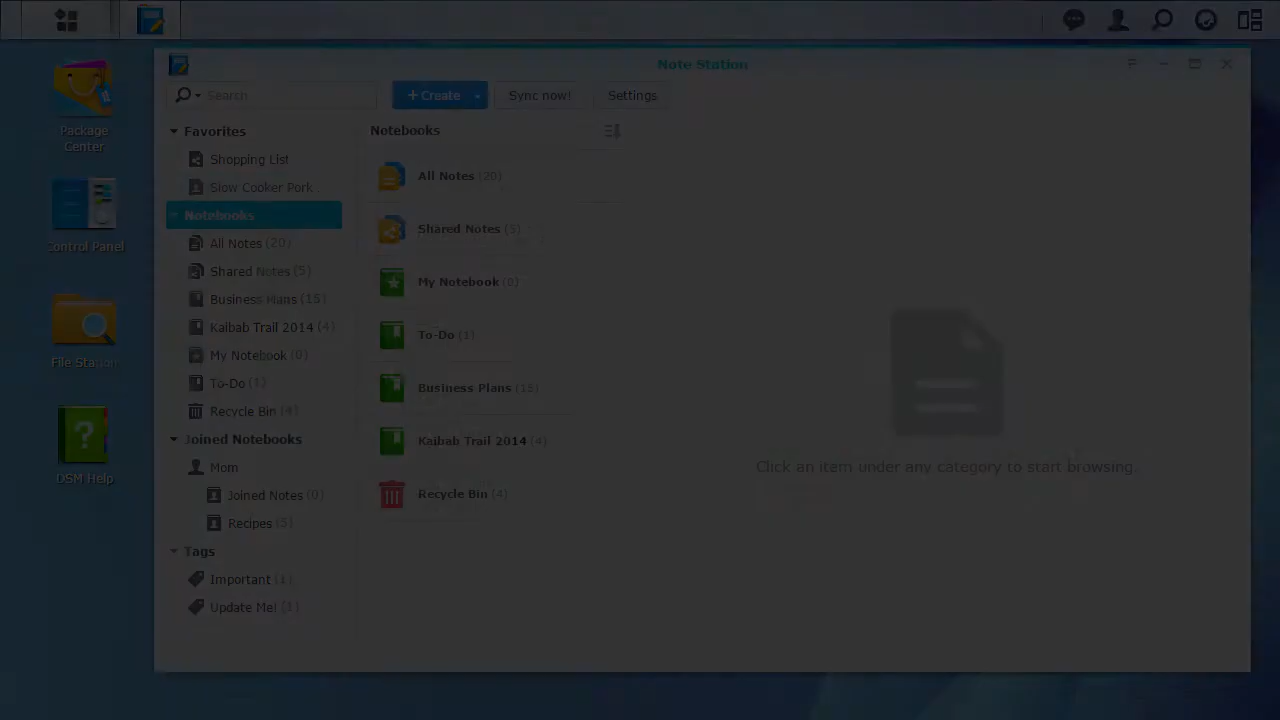 Note Station
Search
+ Create
Sync now!
Settings
Package
Center
Control Panel
File Station
DSM Help
Favorites
Shopping List
Slow Cooker Pork
Notebooks
All Notes (20)
Shared Notes (5)
Business Plans (15)
Kaibab Trail 2014 (4)
My Notebook (0)
To-Do (1)
Recycle Bin (4)
Joined Notebooks
Mom
Joined Notes (0)
Recipes (5)
Tags
Important (1)
Update Me! (1)
Notebooks
All Notes (20)
Shared Notes (5)
My Notebook (0)
To-Do (1)
Business Plans (15)
Kaibab Trail 2014 (4)
Recycle Bin (4)
Click an item under any category to start browsing.